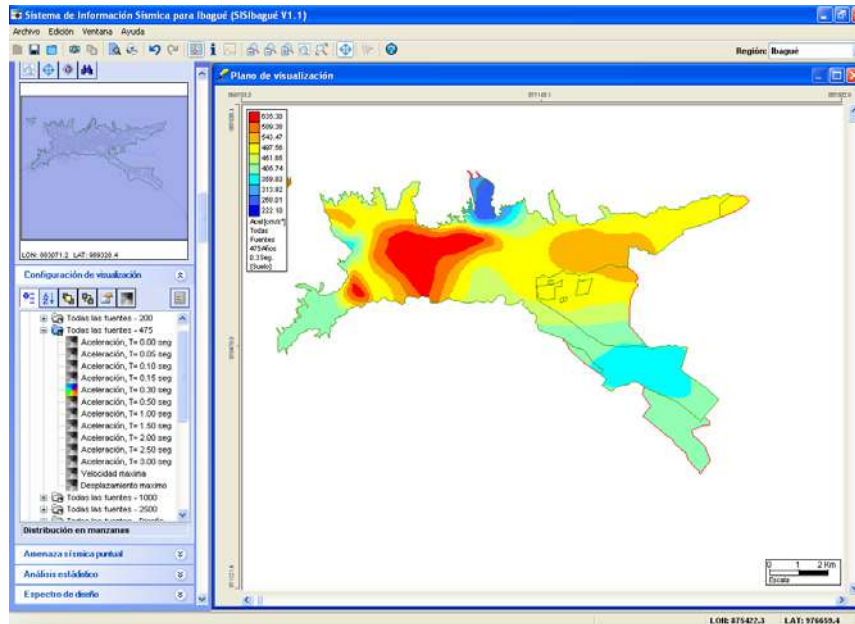 Sistema de Información Sísmica para Ibagué (SISIbagué V1.1)
Archivo Edición Ventana Ayuda
Región: Ibagué
Plano de visualización
635.30
589.38
543.47
497.56
451.65
405.74
359.83
313.92
268.01
222.10
Acel[cm/s²]
Todas
Fuentes
475Años
0.3Seg.
[Suelo]
Configuración de visualización
Todas las fuentes - 200
Todas las fuentes - 475
Aceleración, T= 0.00 seg
Aceleración, T= 0.05 seg
Aceleración, T= 0.10 seg
Aceleración, T= 0.15 seg
Aceleración, T= 0.30 seg
Aceleración, T= 0.50 seg
Aceleración, T= 1.00 seg
Aceleración, T= 1.50 seg
Aceleración, T= 2.00 seg
Aceleración, T= 2.50 seg
Aceleración, T= 3.00 seg
Velocidad maxima
Desplazamiento maximo
Todas las fuentes - 1000
Todas las fuentes - 2500
Distribución en manzanas
Amenaza sísmica puntual
Análisis estadístico
Espectro de diseño
0 1 2 Km
Escala
LON: 875422.3 LAT: 976659.4